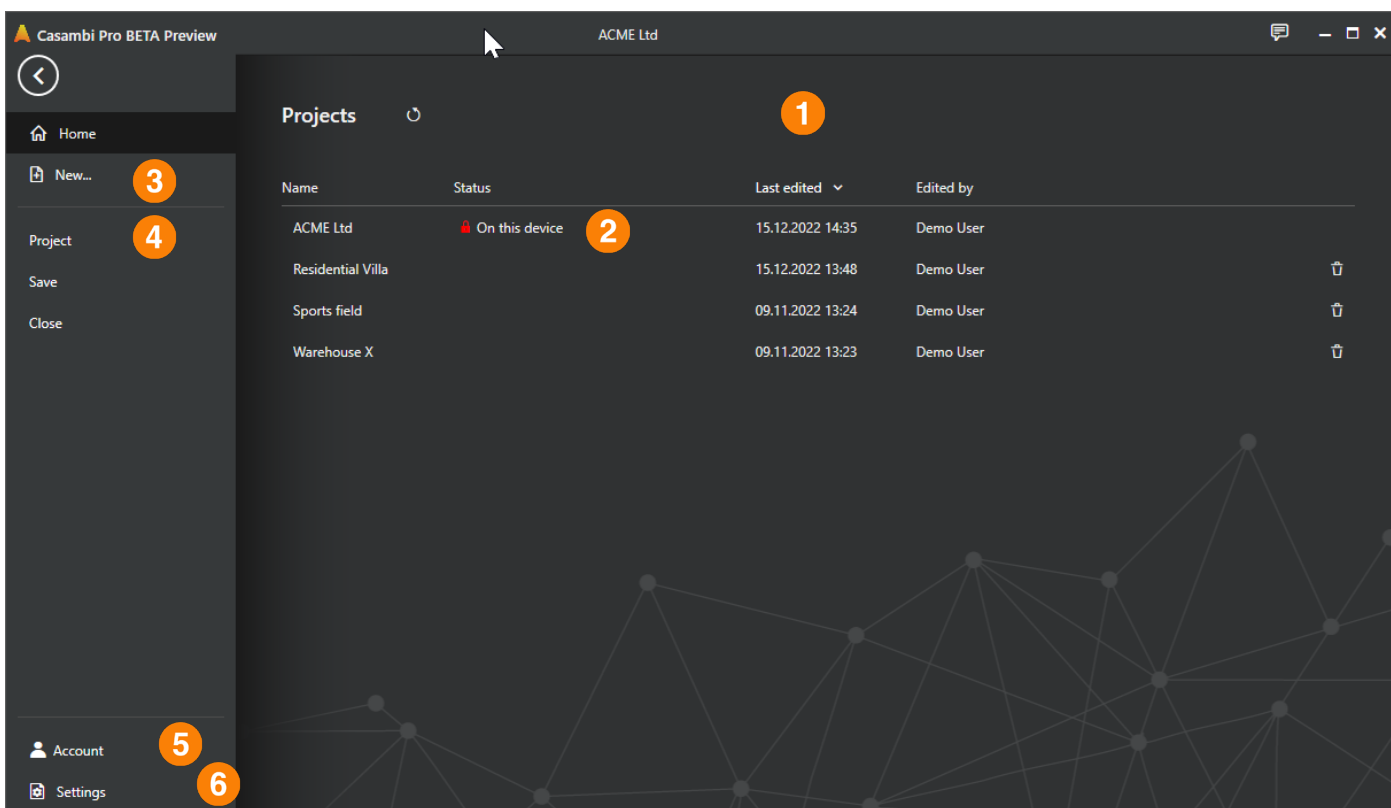 Casambi Pro BETA Preview ACME Ltd
Projects 1
Home
New... 3
Name Status Last edited Edited by
Project 4
ACME Ltd On this device 2 15.12.2022 14:35 Demo User
Residential Villa 15.12.2022 13:48 Demo User
Save
Sports field 09.11.2022 13:24 Demo User
Close
Warehouse X 09.11.2022 13:23 Demo User
Account 5
Settings 6